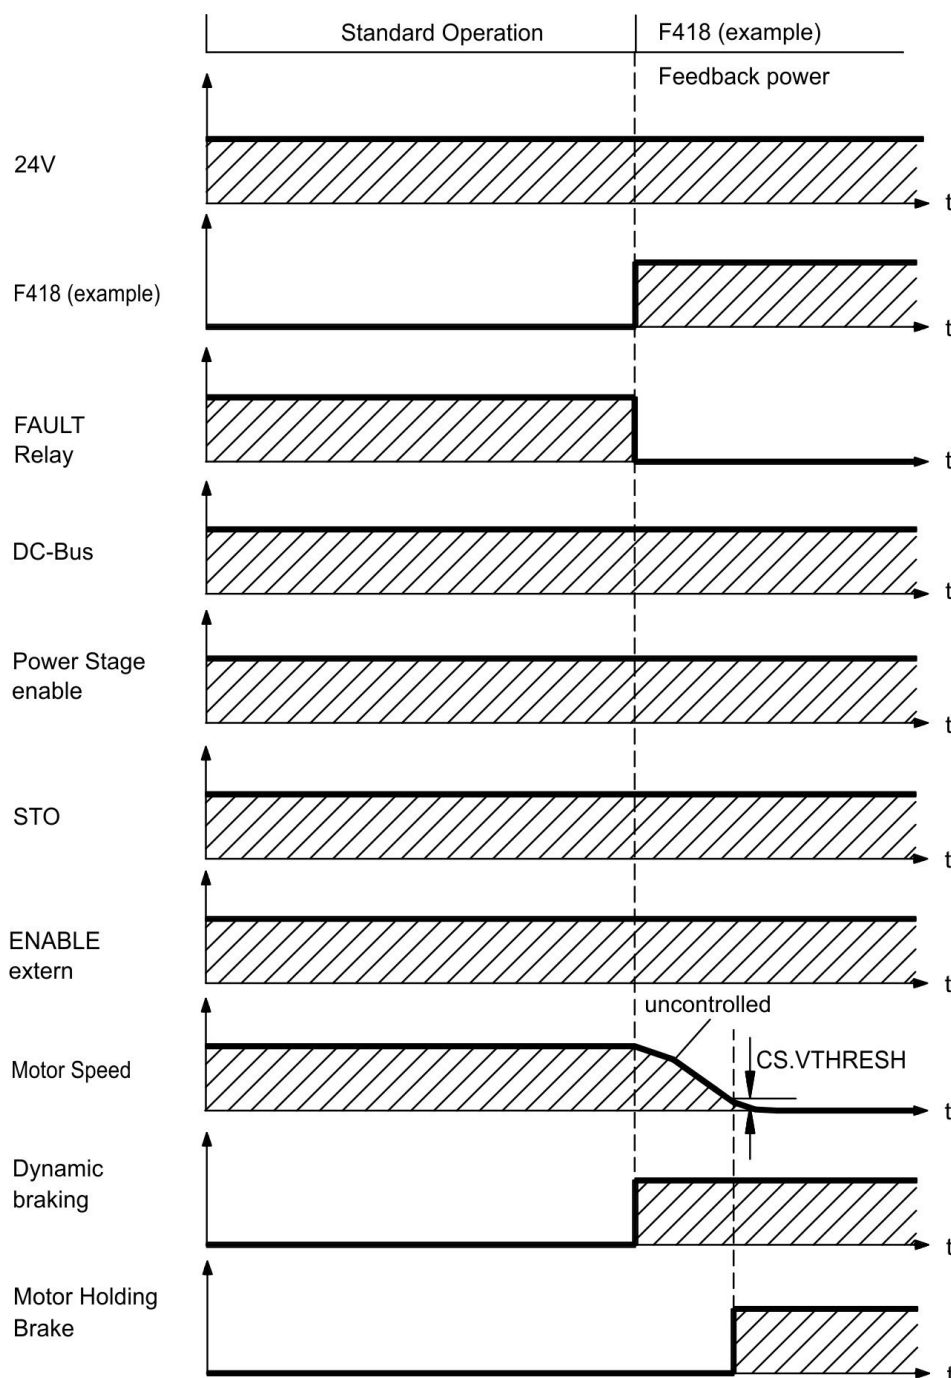 Standard Operation
F418 (example)
Feedback power
24V
t
F418 (example)
t
FAULT
Relay
t
DC-Bus
t
Power Stage
enable
t
STO
t
ENABLE
extern
t
uncontrolled
CS.VTHRESH
Motor Speed
t
Dynamic
braking
t
Motor Holding
Brake
t